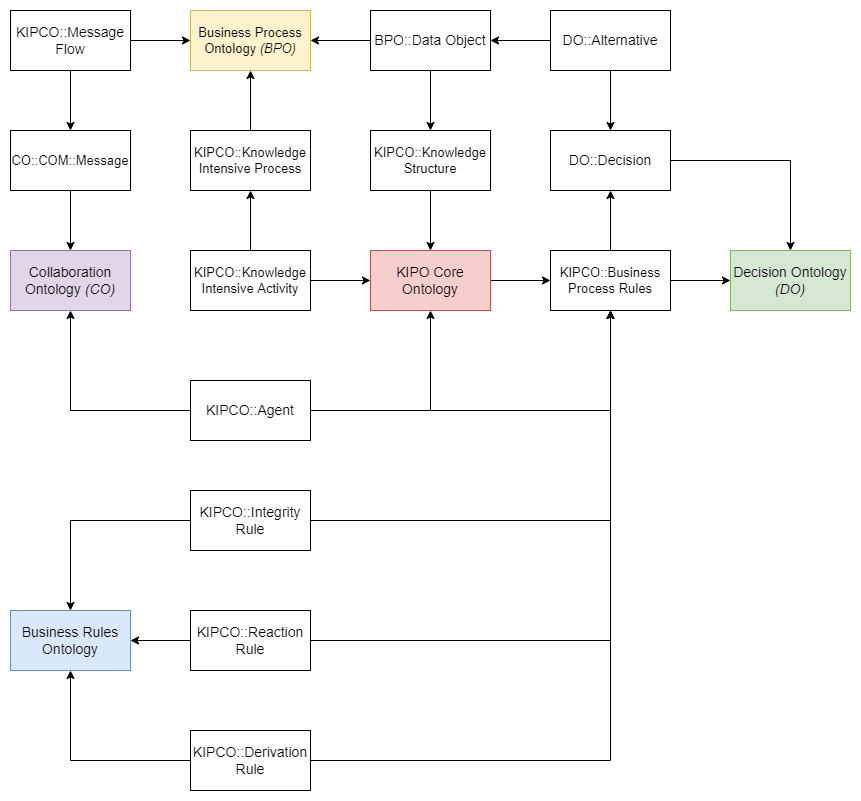 KIPCO::Message
Flow
Business Process
Ontology (BPO)
BPO::Data Object
DO::Alternative
CO::COM::Message
KIPCO::Knowledge
Intensive Process
KIPCO::Knowledge
Structure
DO::Decision
Collaboration
Ontology (CO)
KIPCO::Knowledge
Intensive Activity
KIPO Core
Ontology
KIPCO::Business
Process Rules
Decision Ontology
(DO)
KIPCO::Agent
KIPCO::Integrity
Rule
Business Rules
Ontology
KIPCO::Reaction
Rule
KIPCO::Derivation
Rule